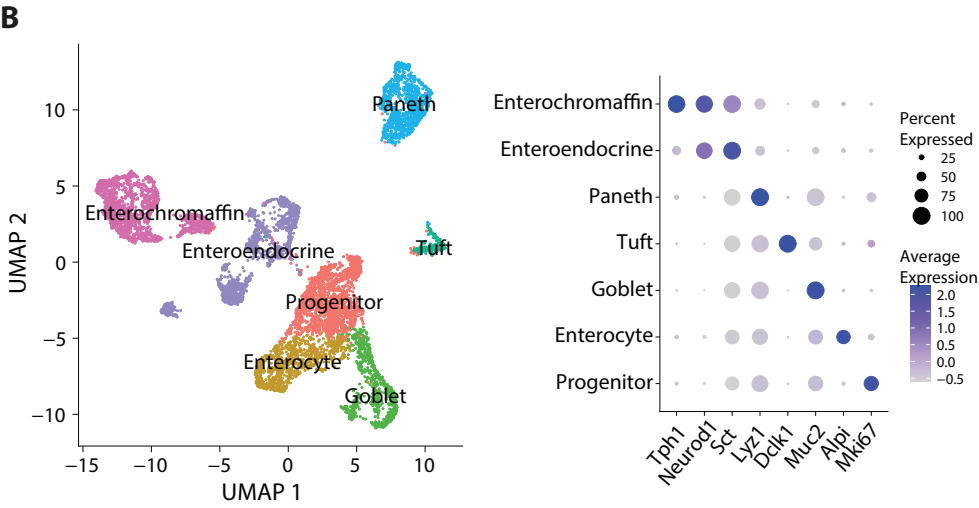 B
UMAP 2
10
5
0
−5
−10
−15
−10
−5
0
5
10
UMAP 1
Paneth
Enterochromaffin
Enteroendocrine
Tuft
Progenitor
Enterocyte
Goblet
Enterochromaffin
Enteroendocrine
Paneth
Tuft
Goblet
Enterocyte
Progenitor
Tph1
Neurod1
Sct
Lyz1
Dclk1
Muc2
Alpi
Mki67
Percent
Expressed
25
50
75
100
Average
Expression
2.0
1.5
1.0
0.5
0.0
−0.5